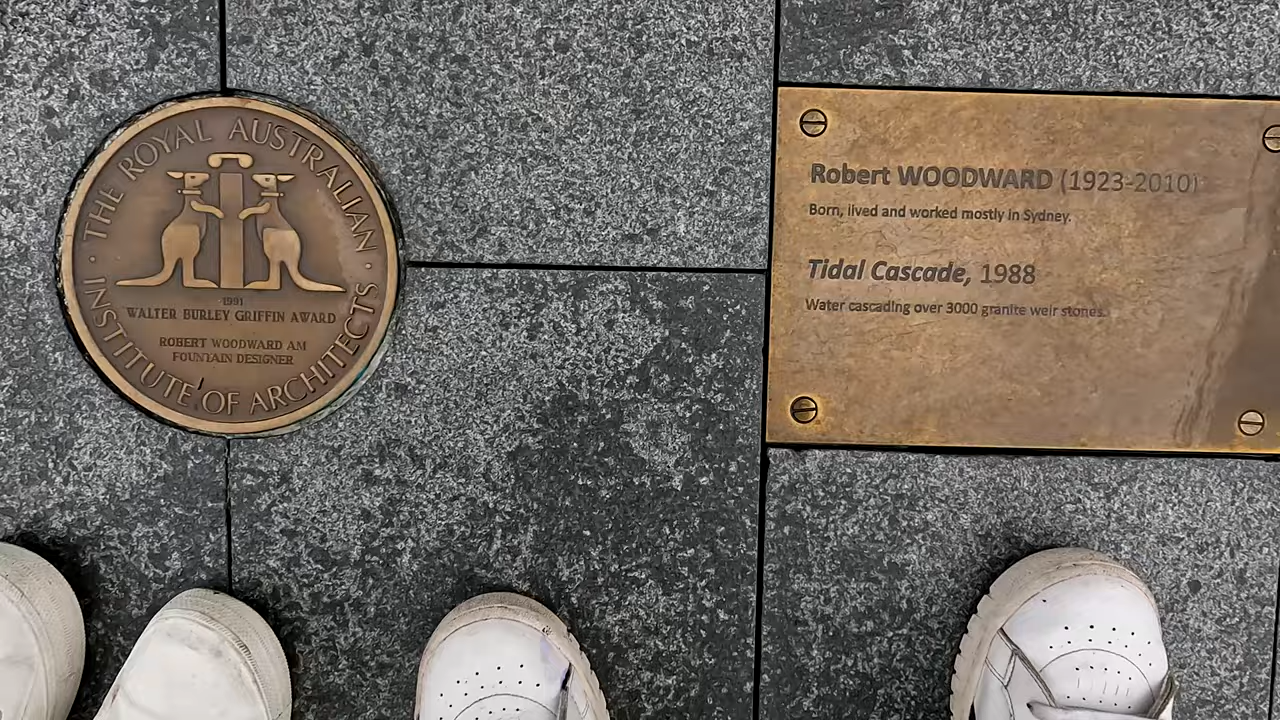 THE ROYAL AUSTRALIAN
INSTITUTE OF ARCHITECTS
1991
WALTER BURLEY GRIFFIN AWARD
ROBERT WOODWARD AM
FOUNTAIN DESIGNER
Robert WOODWARD (1923-2010)
Born, lived and worked mostly in Sydney.
Tidal Cascade, 1988
Water cascading over 3000 granite weir stones.